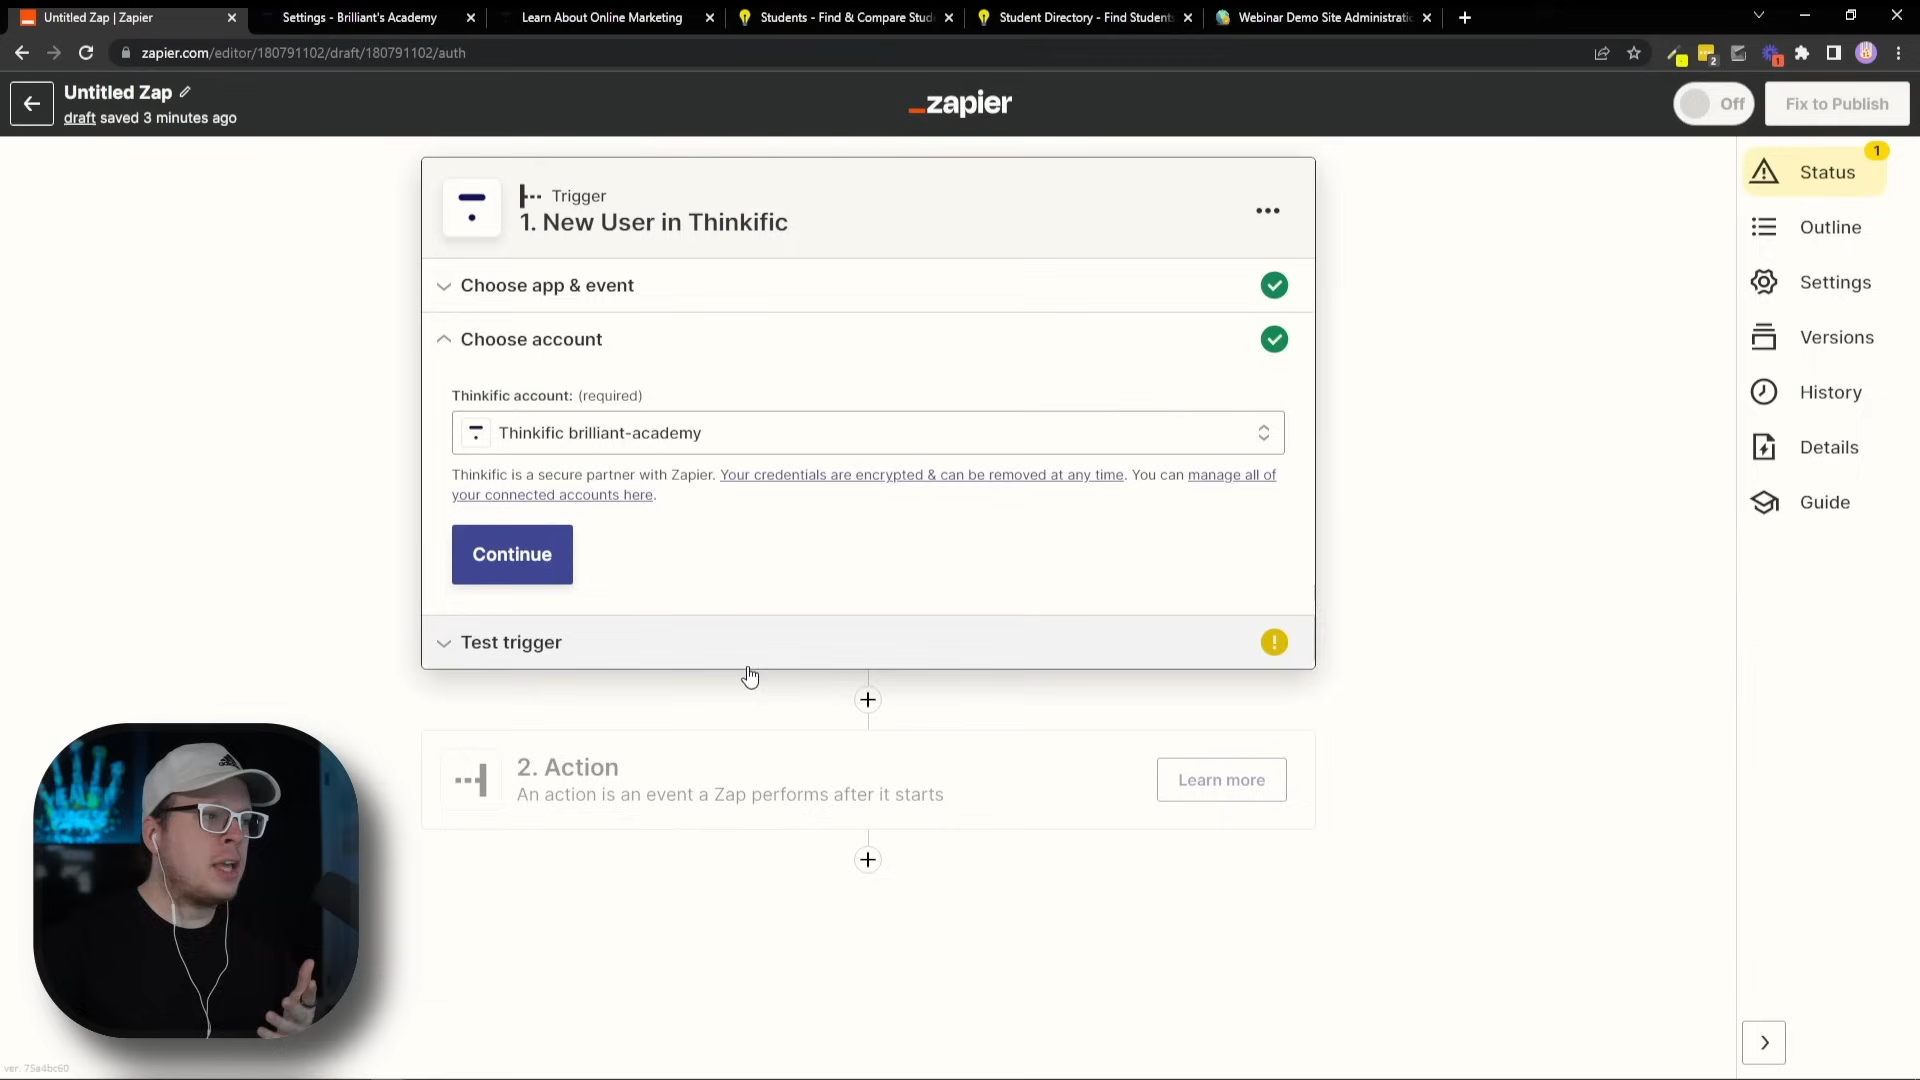 Untitled Zap | Zapier
Settings - Brilliant's Academy
Learn About Online Marketing
Students - Find & Compare Stud
Student Directory - Find Students
Webinar Demo Site Administrati
zapier.com/editor/180791102/draft/180791102/auth
2
1
Untitled Zap
draft saved 3 minutes ago
zapier
Off
Fix to Publish
Trigger
1. New User in Thinkific
Choose app & event
Choose account
Thinkific account: (required)
Thinkific brilliant-academy
Thinkific is a secure partner with Zapier. Your credentials are encrypted & can be removed at any time. You can manage all of
your connected accounts here.
Continue
Test trigger
2. Action
An action is an event a Zap performs after it starts
Learn more
1
Status
Outline
Settings
Versions
History
Details
Guide
ver. 75a4bc60